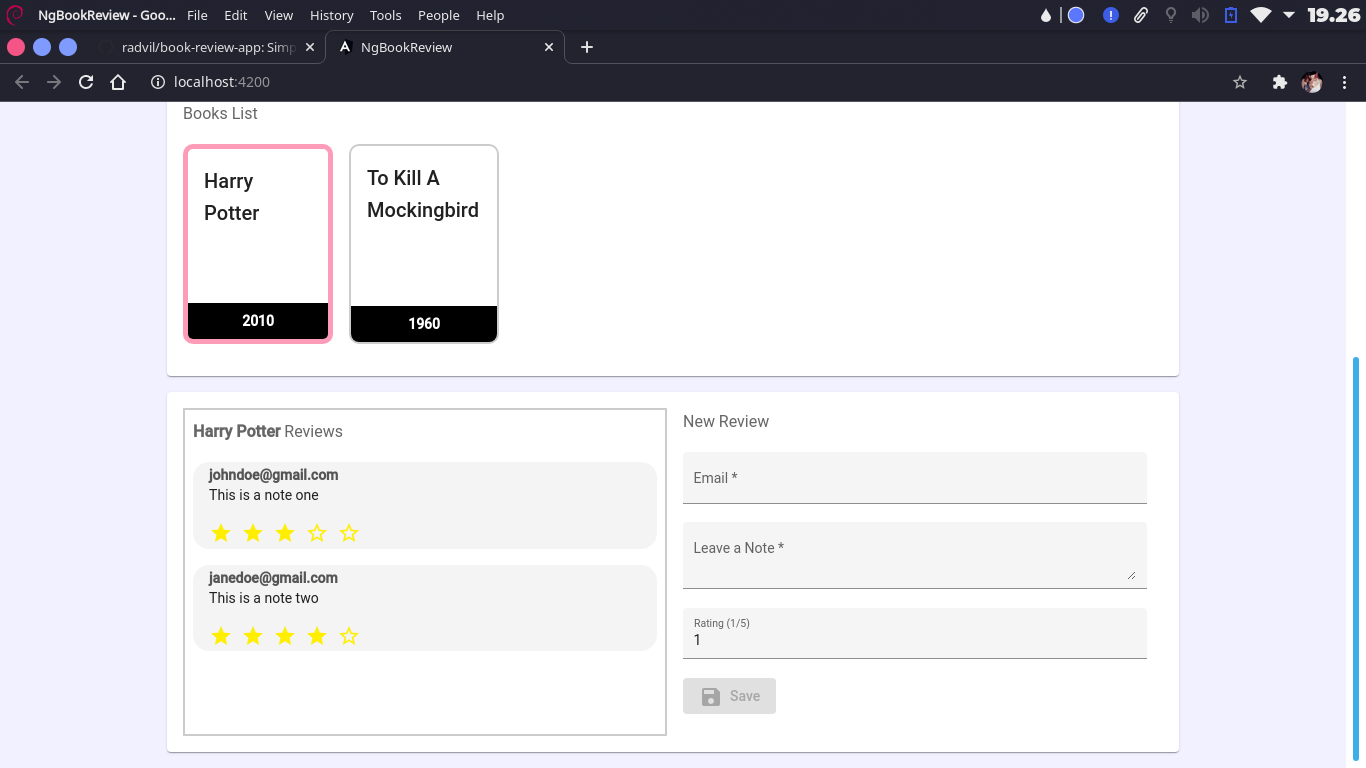 NgBookReview - Goo... File Edit View History Tools People Help 19.26
radvil/book-review-app: Simp NgBookReview
localhost:4200
Books List
Harry
Potter
2010
To Kill A
Mockingbird
1960
Harry Potter Reviews
johndoe@gmail.com
This is a note one
janedoe@gmail.com
This is a note two
New Review
Email *
Leave a Note *
Rating (1/5)
1
Save